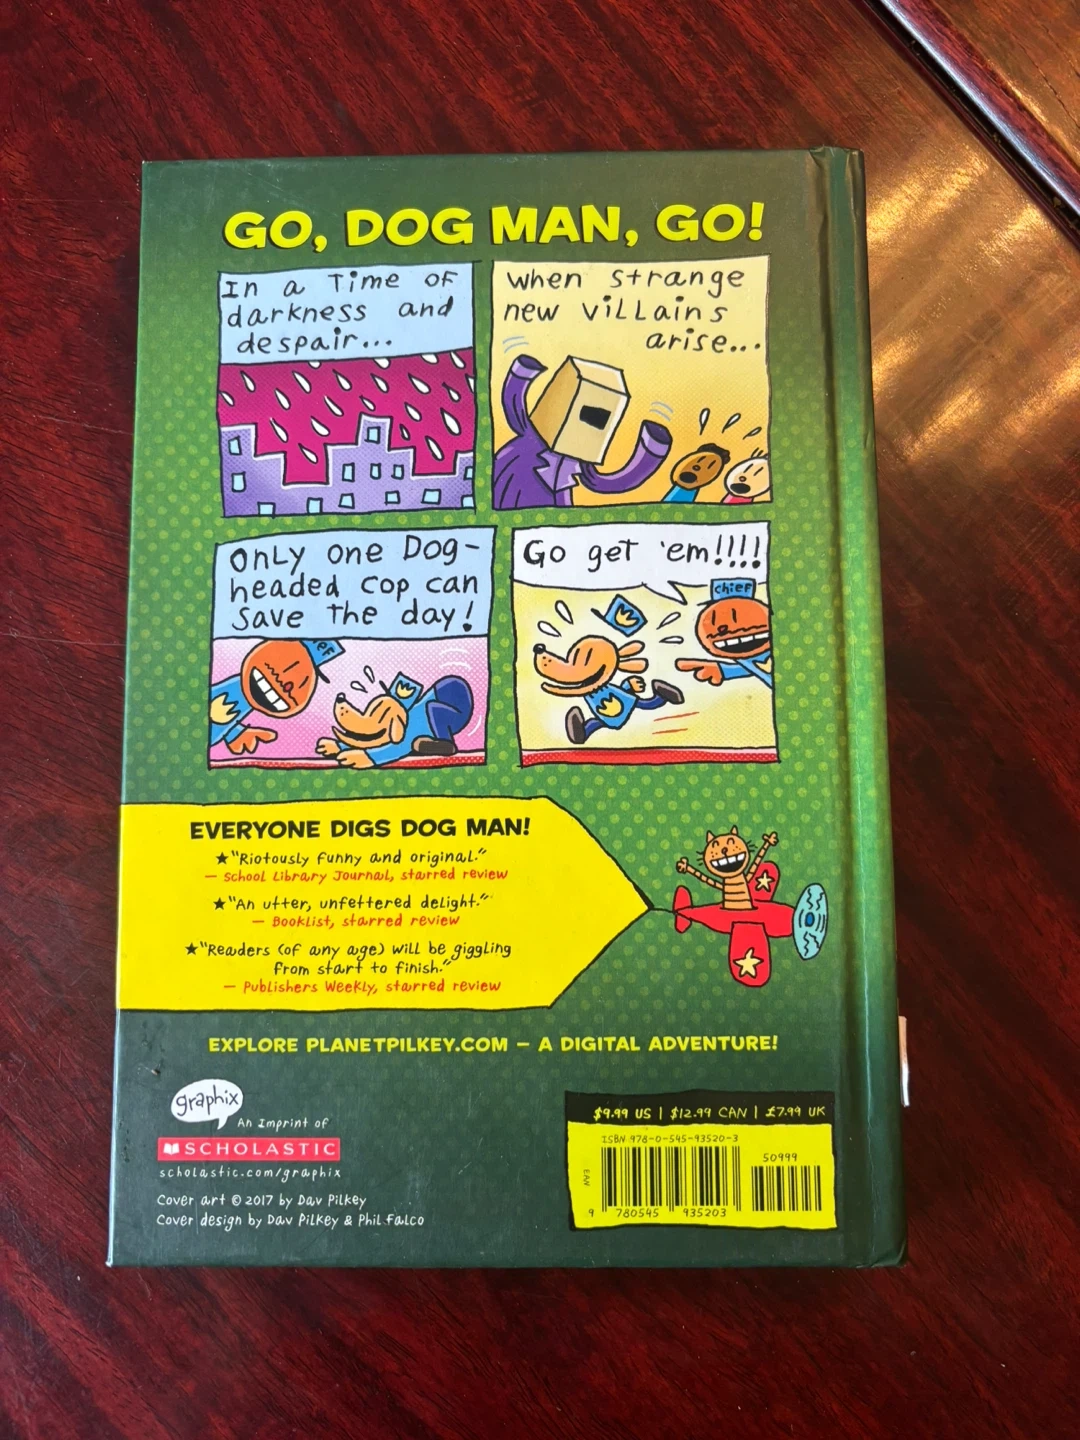 GO, DOG MAN, GO!
In a Time of
darkness and
despair...
when strange
new villains
arise...
Only one Dog-
headed cop can
save the day!
Go get 'em!!!!
chief
EF
EVERYONE DIGS DOG MAN!
★"Riotously funny and original."
— School Library Journal, starred review
★"An utter, unfettered delight."
— Booklist, starred review
★"Readers (of any age) will be giggling
from start to finish."
— Publishers Weekly, starred review
EXPLORE PLANETPILKEY.COM — A DIGITAL ADVENTURE!
graphix
An Imprint of
SCHOLASTIC
scholastic.com/graphix
Cover art © 2017 by Dav Pilkey
Cover design by Dav Pilkey & Phil Falco
$9.99 US | $12.99 CAN | £7.99 UK
ISBN 978-0-545-93520-3
50999
EAN
9 780545 935203